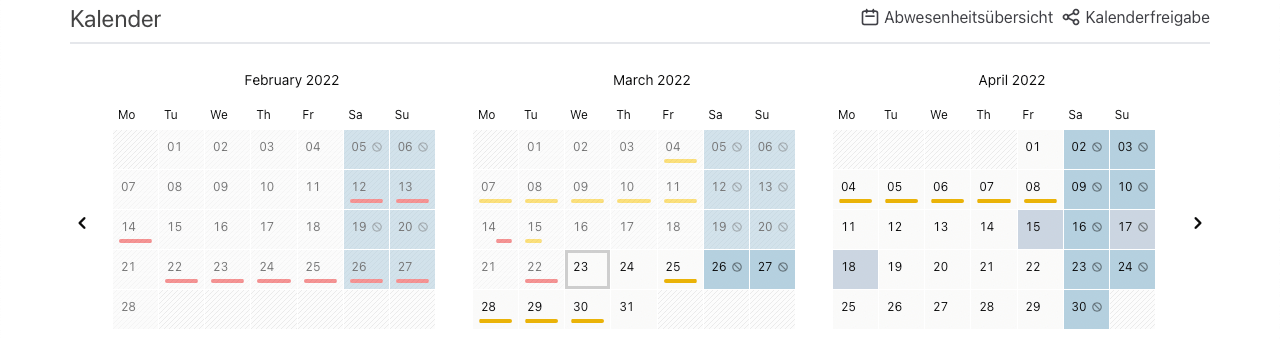 Kalender
Abwesenheitsübersicht Kalenderfreigabe
February 2022
Mo Tu We Th Fr Sa Su
01 02 03 04 05 06
07 08 09 10 11 12 13
14 15 16 17 18 19 20
21 22 23 24 25 26 27
28
March 2022
Mo Tu We Th Fr Sa Su
01 02 03 04 05 06
07 08 09 10 11 12 13
14 15 16 17 18 19 20
21 22 23 24 25 26 27
28 29 30 31
April 2022
Mo Tu We Th Fr Sa Su
01 02 03
04 05 06 07 08 09 10
11 12 13 14 15 16 17
18 19 20 21 22 23 24
25 26 27 28 29 30